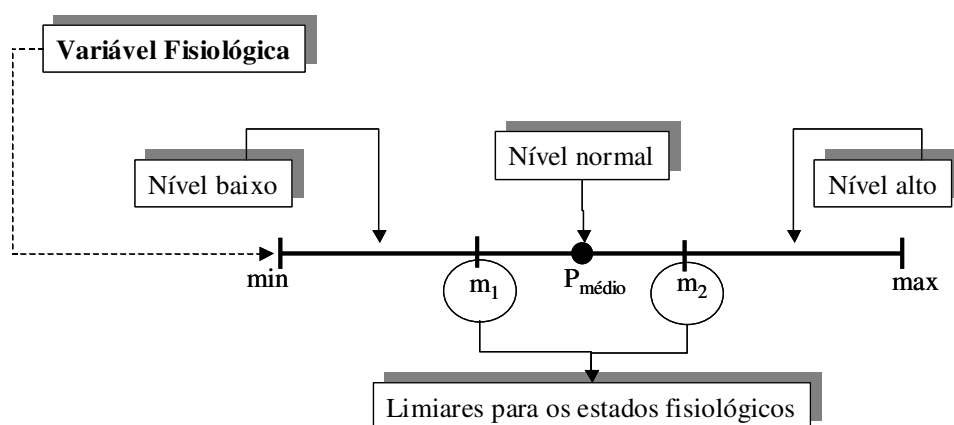 Variável Fisiológica
Nível normal
Nível baixo
Nível alto
min
m₁
Pmédio
m₂
max
Limiares para os estados fisiológicos